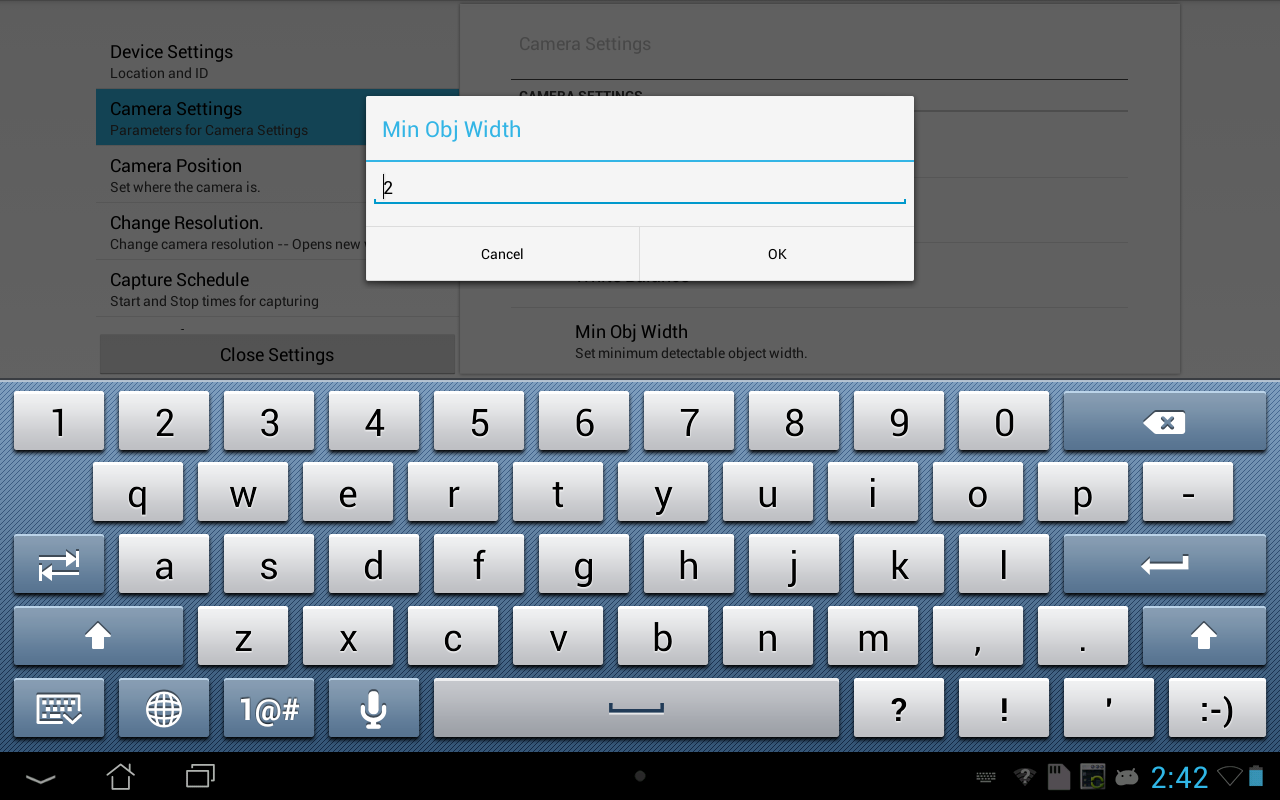 Device Settings
Location and ID
Camera Settings
Parameters for Camera Settings
Camera Position
Set where the camera is.
Change Resolution.
Change camera resolution -- Opens new
Capture Schedule
Start and Stop times for capturing
Close Settings
Camera Settings
CAMERA SETTINGS
Min Obj Width
2
Cancel
OK
White Balance
Min Obj Width
Set minimum detectable object width.
1 2 3 4 5 6 7 8 9 0
q w e r t y u i o p -
a s d f g h j k l
z x c v b n m , .
1@# ? ! ' :-)
2:42